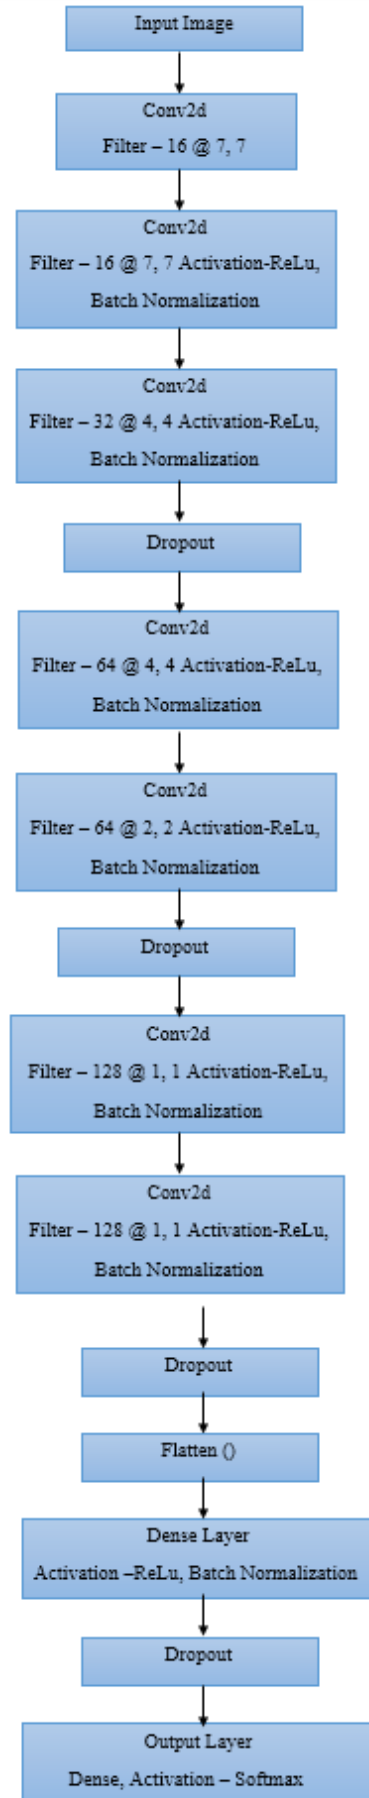 Input Image
Conv2d
Filter – 16 @ 7, 7
Conv2d
Filter – 16 @ 7, 7 Activation-ReLu,
Batch Normalization
Conv2d
Filter – 32 @ 4, 4 Activation-ReLu,
Batch Normalization
Dropout
Conv2d
Filter – 64 @ 4, 4 Activation-ReLu,
Batch Normalization
Conv2d
Filter – 64 @ 2, 2 Activation-ReLu,
Batch Normalization
Dropout
Conv2d
Filter – 128 @ 1, 1 Activation-ReLu,
Batch Normalization
Conv2d
Filter – 128 @ 1, 1 Activation-ReLu,
Batch Normalization
Dropout
Flatten ()
Dense Layer
Activation –ReLu, Batch Normalization
Dropout
Output Layer
Dense, Activation – Softmax